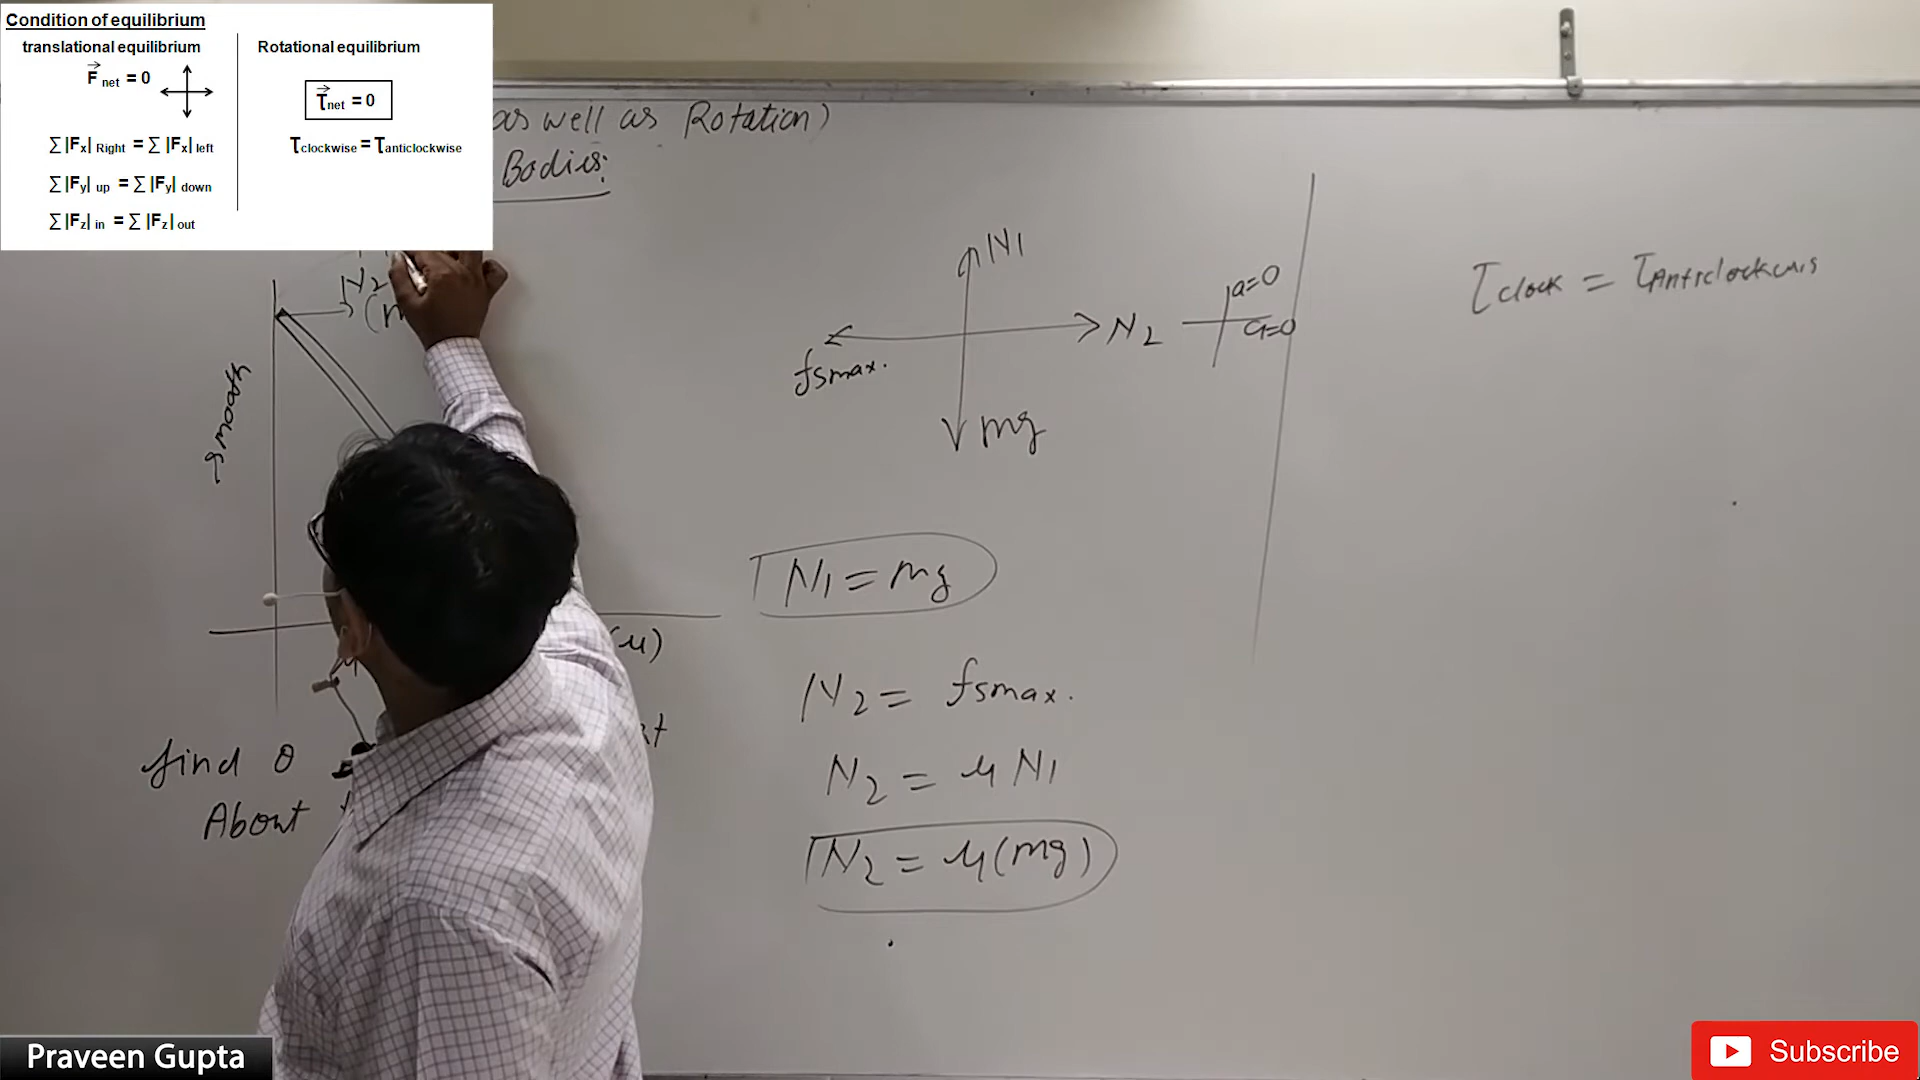 Condition of equilibrium
translational equilibrium
F net = 0
∑|Fx| Right = ∑ |Fx| left
∑|Fy| up = ∑ |Fy| down
∑|Fz| in = ∑ |Fz| out
Rotational equilibrium
τnet = 0
τclockwise = τanticlockwise
as well as Rotation)
Bodies:
N2
smooth
(μ)
find θ
About
N1
N2
fsmax.
mg
a=0
a=0
N1 = mg
N2 = fsmax.
N2 = μ N1
N2 = μ(mg)
τclock = τAnticlockwis
Praveen Gupta
Subscribe